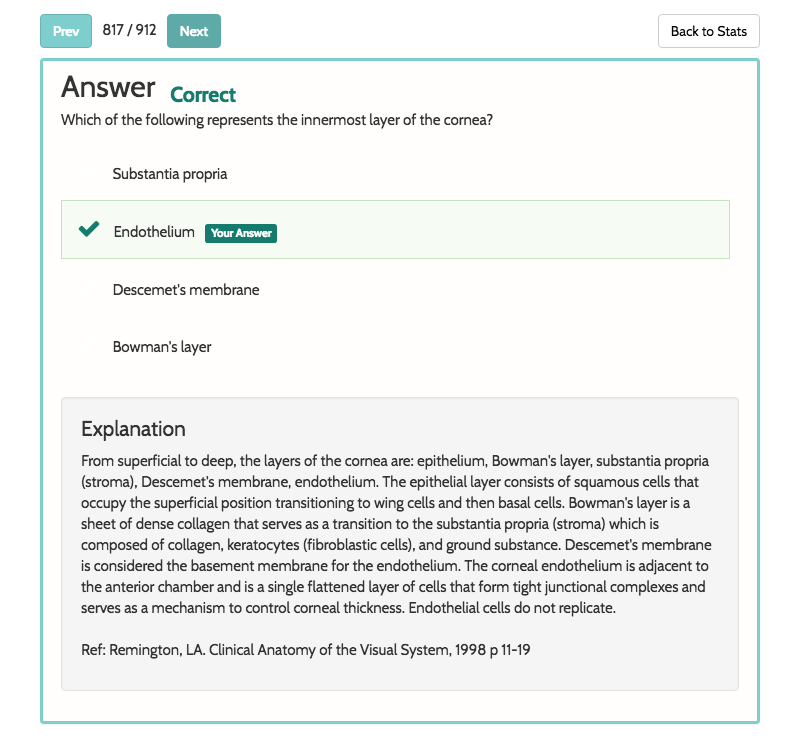 Prev 817 / 912 Next Back to Stats
Answer Correct
Which of the following represents the innermost layer of the cornea?
Substantia propria
Endothelium Your Answer
Descemet's membrane
Bowman's layer
Explanation
From superficial to deep, the layers of the cornea are: epithelium, Bowman's layer, substantia propria
(stroma), Descemet's membrane, endothelium. The epithelial layer consists of squamous cells that
occupy the superficial position transitioning to wing cells and then basal cells. Bowman's layer is a
sheet of dense collagen that serves as a transition to the substantia propria (stroma) which is
composed of collagen, keratocytes (fibroblastic cells), and ground substance. Descemet's membrane
is considered the basement membrane for the endothelium. The corneal endothelium is adjacent to
the anterior chamber and is a single flattened layer of cells that form tight junctional complexes and
serves as a mechanism to control corneal thickness. Endothelial cells do not replicate.
Ref: Remington, LA. Clinical Anatomy of the Visual System, 1998 p 11-19